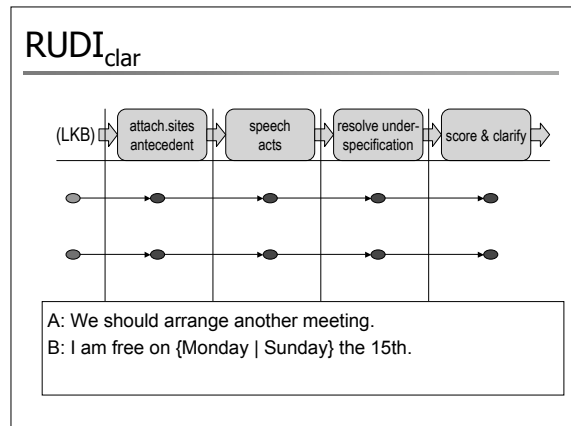 RUDIclar
(LKB)
attach.sites
antecedent
speech
acts
resolve under-
specification
score & clarify
A: We should arrange another meeting.
B: I am free on {Monday | Sunday} the 15th.